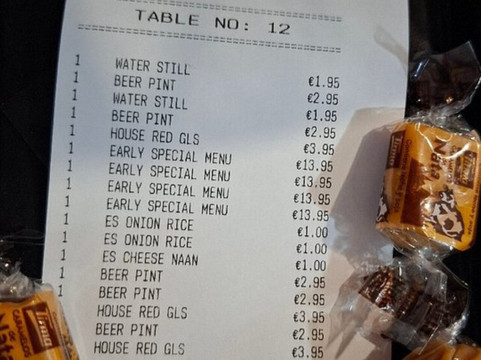 TABLE NO: 12
1 WATER STILL €1.95
1 BEER PINT €2.95
1 WATER STILL €1.95
1 BEER PINT €2.95
1 HOUSE RED GLS €3.95
1 EARLY SPECIAL MENU €13.95
1 EARLY SPECIAL MENU €13.95
1 EARLY SPECIAL MENU €13.95
1 EARLY SPECIAL MENU €13.95
1 ES ONION RICE €1.00
1 ES ONION RICE €1.00
1 ES CHEESE NAAN €1.00
1 BEER PINT €2.95
1 BEER PINT €2.95
HOUSE RED GLS €3.95
BEER PINT €2.95
HOUSE RED GLS €3.95